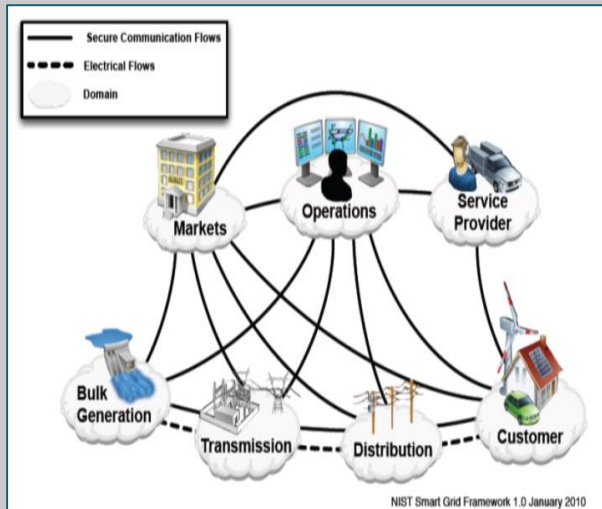 Secure Communication Flows
Electrical Flows
Domain
Markets
Operations
Service
Provider
Bulk
Generation
Transmission
Distribution
Customer
NIST Smart Grid Framework 1.0 January 2010